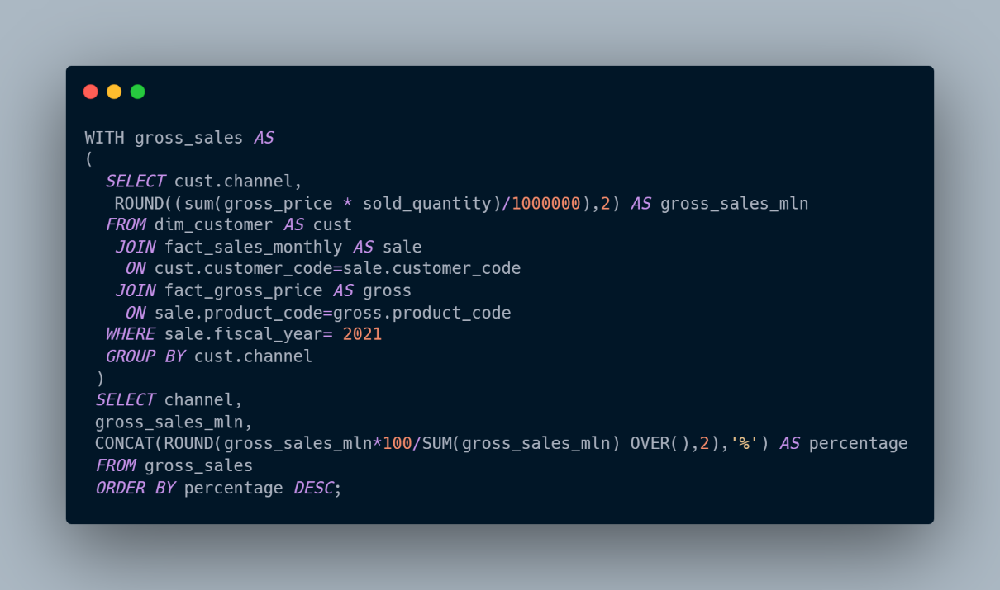 WITH gross_sales AS
(
  SELECT cust.channel,
   ROUND((sum(gross_price * sold_quantity)/1000000),2) AS gross_sales_mln
  FROM dim_customer AS cust
   JOIN fact_sales_monthly AS sale
    ON cust.customer_code=sale.customer_code
   JOIN fact_gross_price AS gross
    ON sale.product_code=gross.product_code
  WHERE sale.fiscal_year= 2021
  GROUP BY cust.channel
 )
 SELECT channel,
 gross_sales_mln,
 CONCAT(ROUND(gross_sales_mln*100/SUM(gross_sales_mln) OVER(),2),'%') AS percentage
 FROM gross_sales
 ORDER BY percentage DESC;